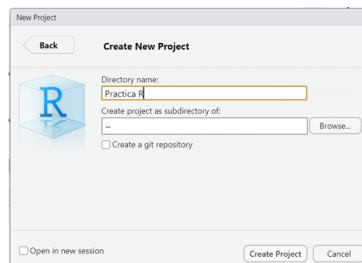 New Project
Back
Create New Project
R
Directory name:
Practica R
Create project as subdirectory of:
~
Browse...
Create a git repository
Open in new session
Create Project
Cancel